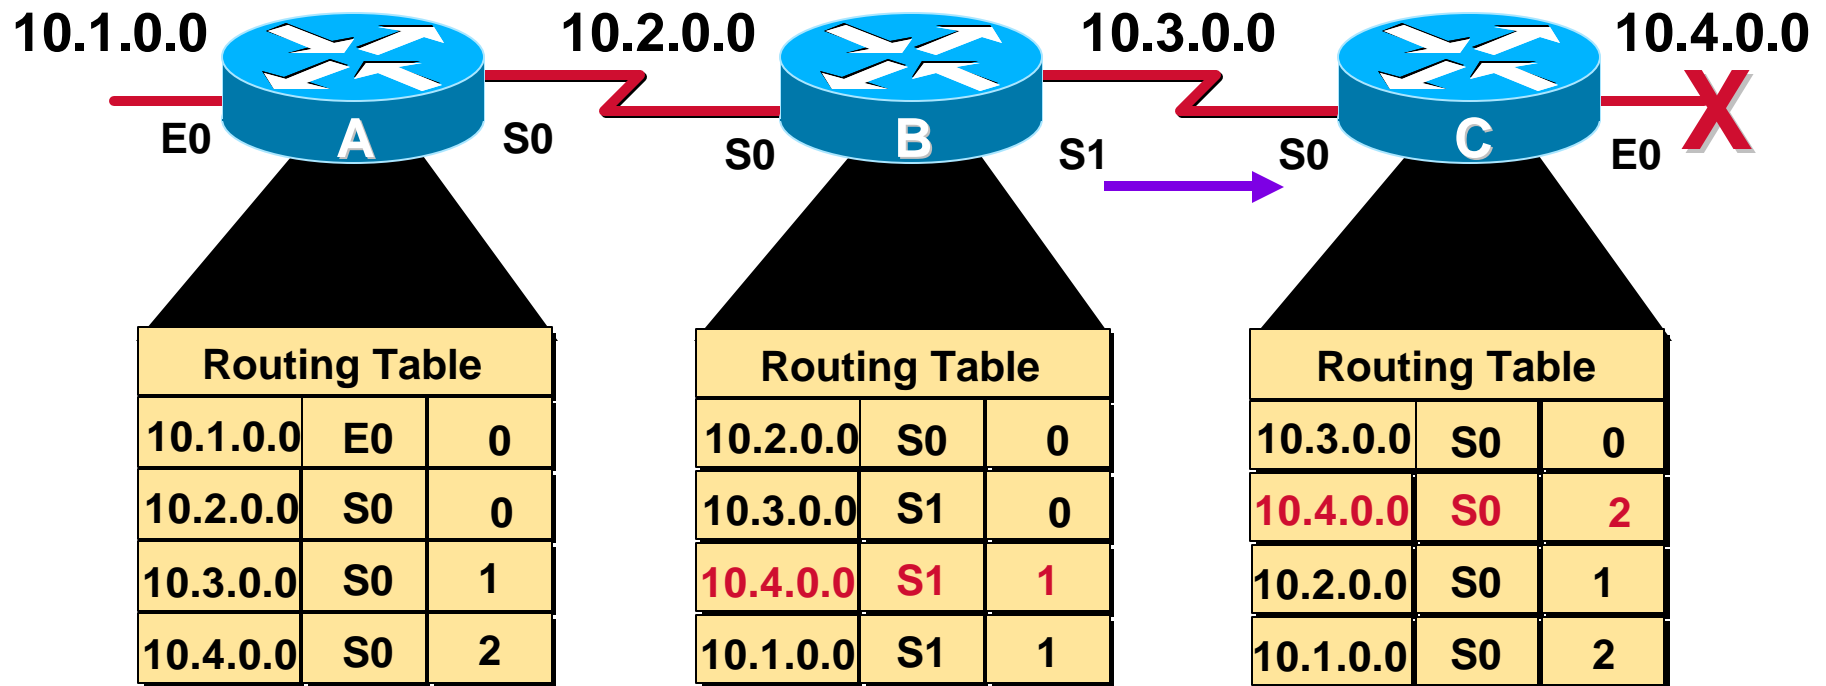 10.1.0.0 10.2.0.0 10.3.0.0 10.4.0.0
A B C X
E0 S0 S0 S1 S0 E0
Routing Table
10.1.0.0 E0 0
10.2.0.0 S0 0
10.3.0.0 S0 1
10.4.0.0 S0 2
Routing Table
10.2.0.0 S0 0
10.3.0.0 S1 0
10.4.0.0 S1 1
10.1.0.0 S1 1
Routing Table
10.3.0.0 S0 0
10.4.0.0 S0 2
10.2.0.0 S0 1
10.1.0.0 S0 2